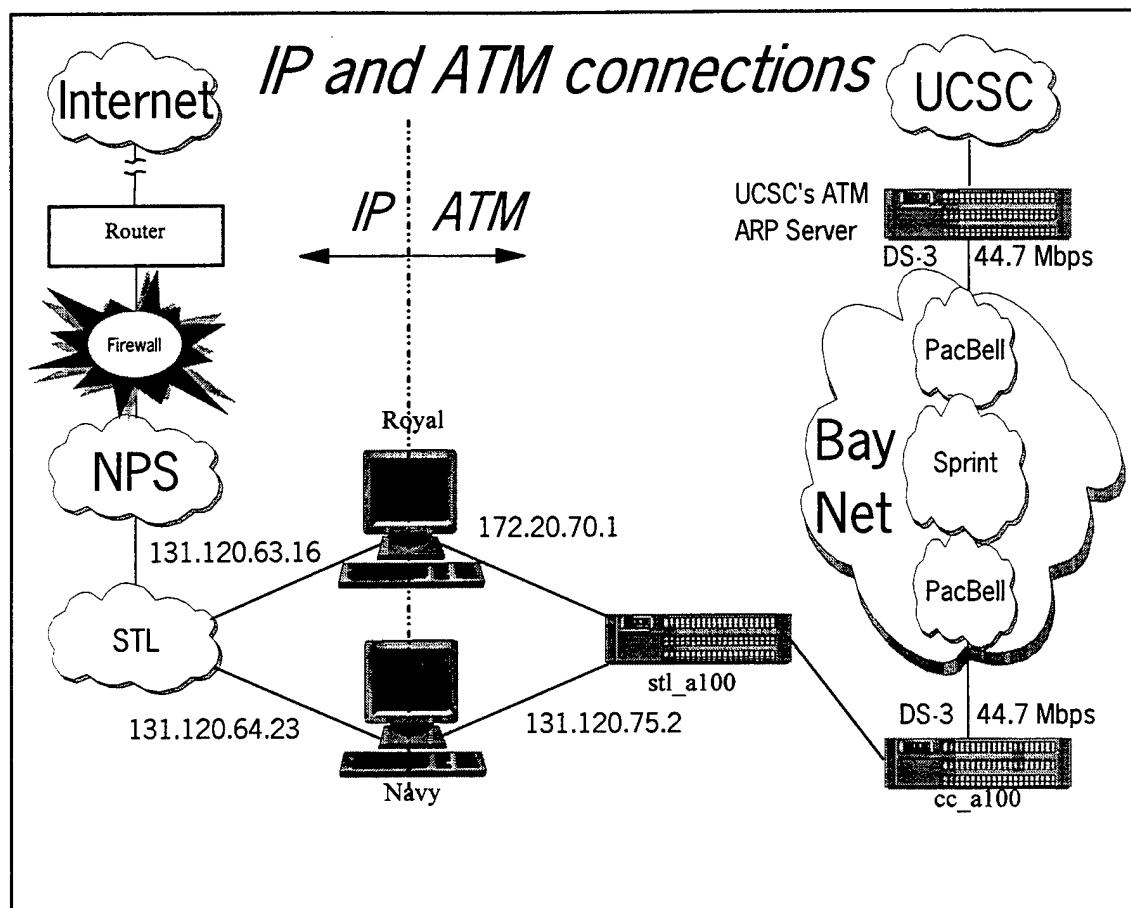 IP and ATM connections
Internet
UCSC
IP
ATM
UCSC's ATM
ARP Server
Router
DS-3
44.7 Mbps
Firewall
PacBell
Royal
Bay
Net
Sprint
NPS
172.20.70.1
131.120.63.16
PacBell
STL
stl_a100
131.120.64.23
131.120.75.2
DS-3
44.7 Mbps
Navy
cc_a100